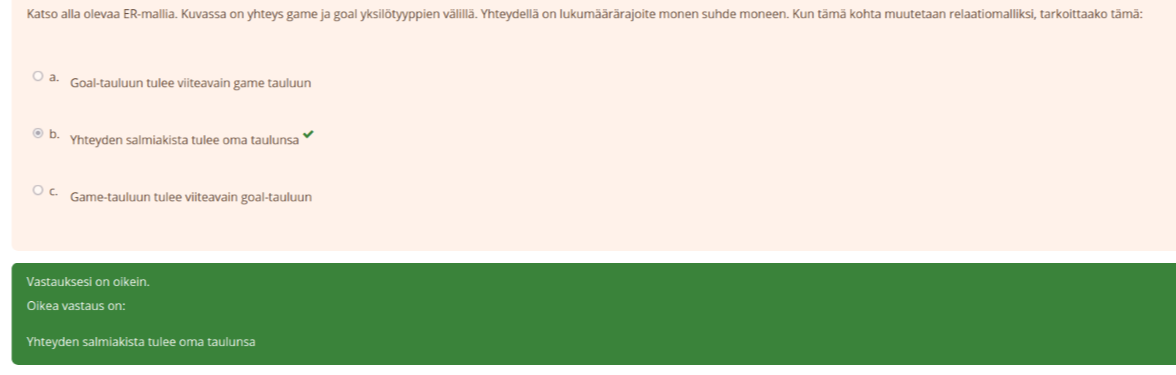 Katso alla olevaa ER-mallia. Kuvassa on yhteys game ja goal yksilötyyppien välillä. Yhteydellä on lukumäärärajoite monen suhde moneen. Kun tämä kohta muutetaan relaatiomalliksi, tarkoittaako tämä:
a. Goal-tauluun tulee viiteavain game tauluun
b. Yhteyden salmiakista tulee oma taulunsa
c. Game-tauluun tulee viiteavain goal-tauluun
Vastauksesi on oikein.
Oikea vastaus on:
Yhteyden salmiakista tulee oma taulunsa